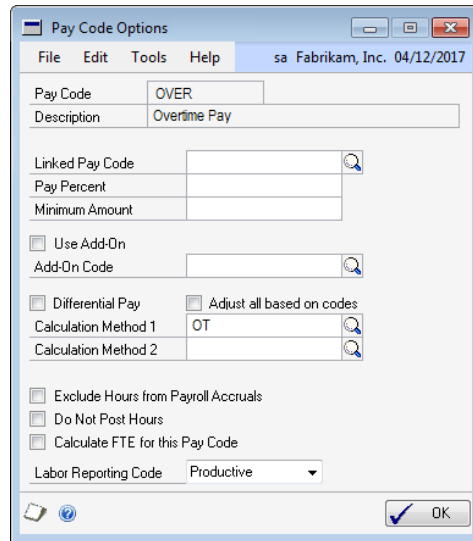 Pay Code Options
File Edit Tools Help sa Fabrikam, Inc. 04/12/2017
Pay Code OVER
Description Overtime Pay
Linked Pay Code
Pay Percent
Minimum Amount
Use Add-On
Add-On Code
Differential Pay Adjust all based on codes
Calculation Method 1 OT
Calculation Method 2
Exclude Hours from Payroll Accruals
Do Not Post Hours
Calculate FTE for this Pay Code
Labor Reporting Code Productive
OK